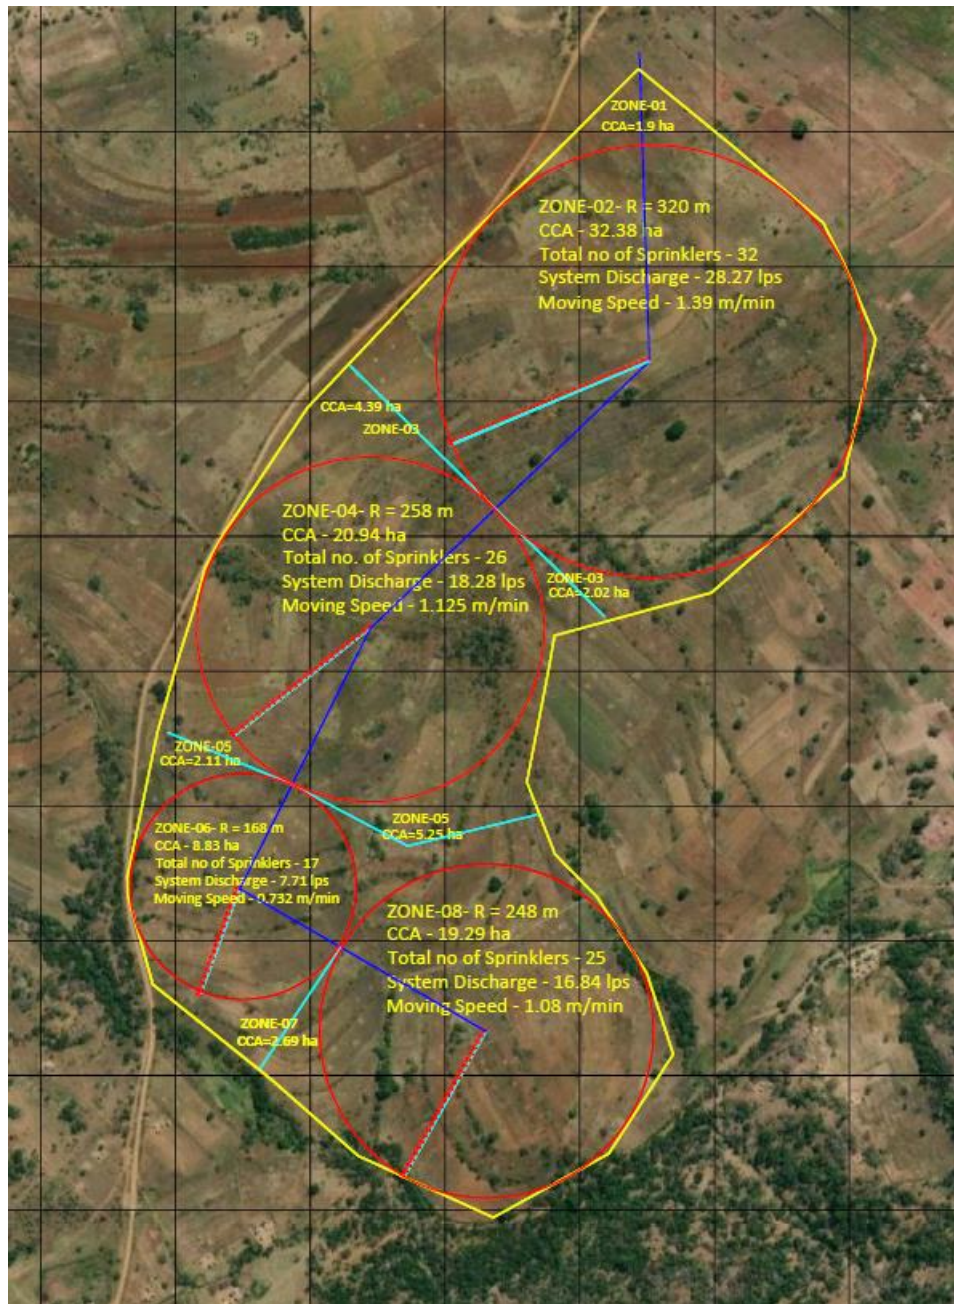 ZONE-01
CCA=1.9 ha
ZONE-02- R = 320 m
CCA - 32.38 ha
Total no of Sprinklers - 32
System Discharge - 28.27 lps
Moving Speed - 1.39 m/min
CCA=4.39 ha
ZONE-03
ZONE-04- R = 258 m
CCA - 20.94 ha
Total no. of Sprinklers - 26
System Discharge - 18.28 lps
Moving Speed - 1.125 m/min
ZONE-03
CCA=2.02 ha
ZONE-05
CCA=2.11 ha
ZONE-05
CCA=5.25 ha
ZONE-06- R = 168 m
CCA - 8.83 ha
Total no of Sprinklers - 17
System Discharge - 7.71 lps
Moving Speed - 0.732 m/min
ZONE-08- R = 248 m
CCA - 19.29 ha
Total no of Sprinklers - 25
System Discharge - 16.84 lps
Moving Speed - 1.08 m/min
ZONE-07
CCA=2.69 ha